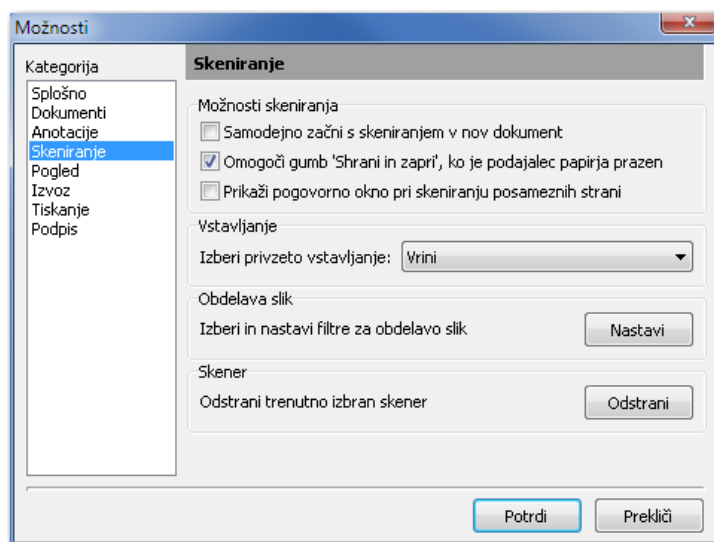 Možnosti
Kategorija
Splošno
Dokumenti
Anotacije
Skeniranje
Pogled
Izvoz
Tiskanje
Podpis
Skeniranje
Možnosti skeniranja
Samodejno začni s skeniranjem v nov dokument
Omogoči gumb 'Shrani in zapri', ko je podajalec papirja prazen
Prikaži pogovorno okno pri skeniranju posameznih strani
Vstavljanje
Izberi privzeto vstavljanje: Vrini
Obdelava slik
Izberi in nastavi filtre za obdelavo slik Nastavi
Skener
Odstrani trenutno izbran skener Odstrani
Potrdi Prekliči